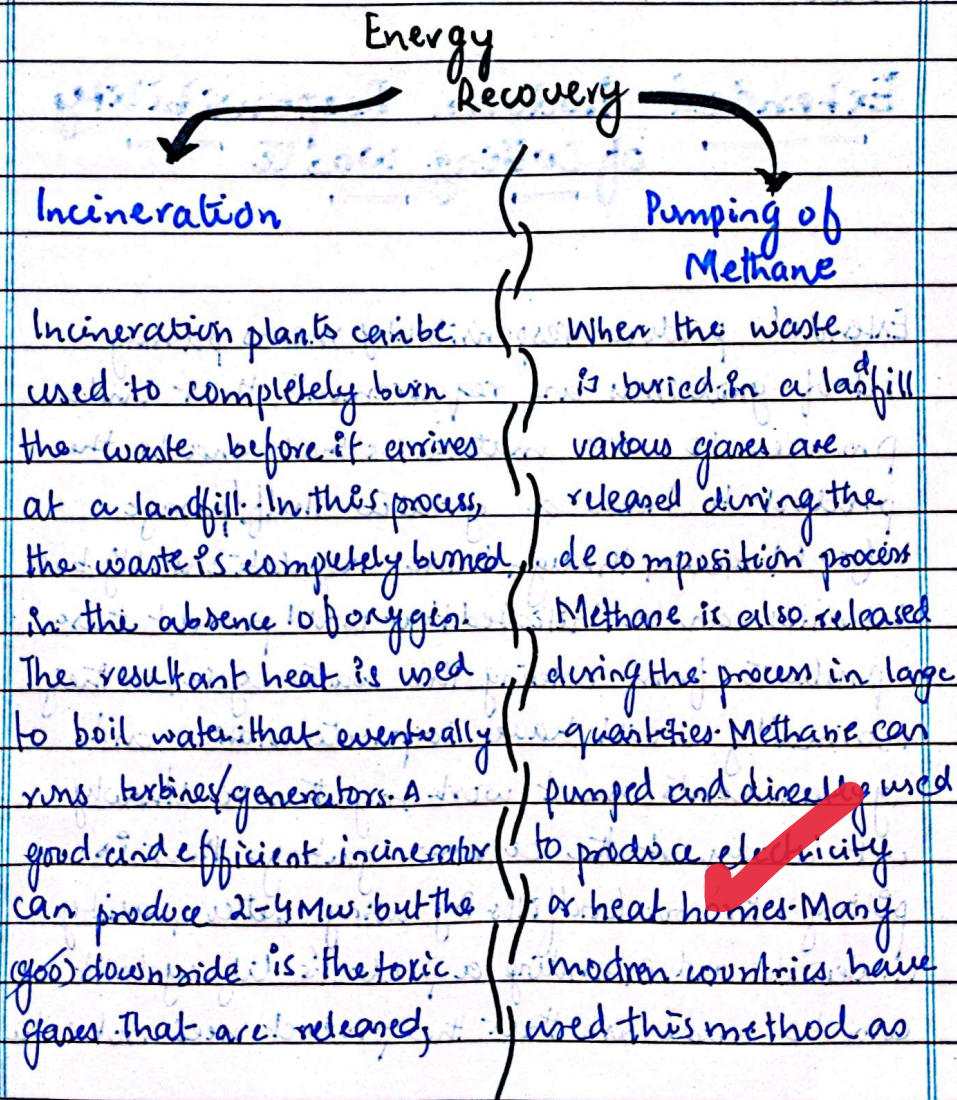 Energy
Recovery
Incineration
Incineration plants can be
used to completely burn
the waste before it arrives
at a landfill. In this process,
the waste is completely burned
in the absence of oxygen.
The resultant heat is used
to boil water that eventually
runs turbines/generators. A
good and efficient incinerator
can produce 2-4 Mw but the
(goo) down side is the toxic
gases that are released,
Pumping of
Methane
When the waste
is buried in a landfill
various gases are
released during the
decomposition process
Methane is also released
during the process in large
quantities. Methane can
pumped and directly used
to produce electricity
or heat homes. Many
modren countries have
used this method as